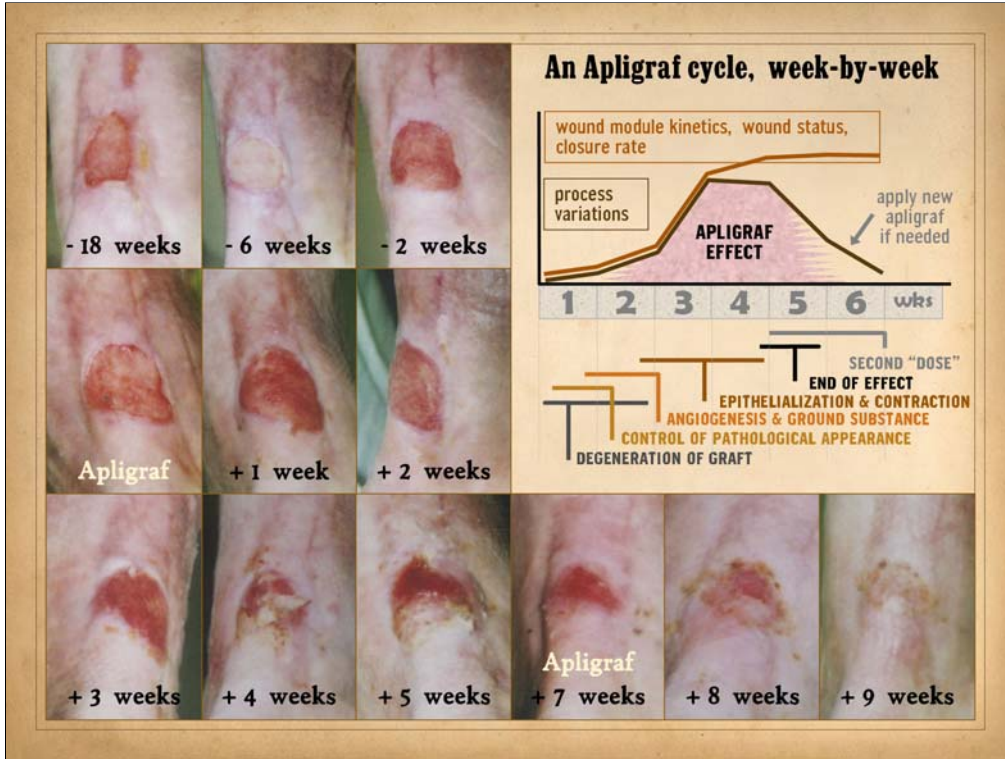 An Apligraf cycle, week-by-week
wound module kinetics, wound status,
closure rate
process
variations
APLIGRAF
EFFECT
apply new
apligraf
if needed
1 2 3 4 5 6 wks
SECOND "DOSE"
END OF EFFECT
EPITHELIALIZATION & CONTRACTION
ANGIOGENESIS & GROUND SUBSTANCE
CONTROL OF PATHOLOGICAL APPEARANCE
DEGENERATION OF GRAFT
- 18 weeks
- 6 weeks
- 2 weeks
Apligraf
+ 1 week
+ 2 weeks
+ 3 weeks
+ 4 weeks
+ 5 weeks
Apligraf
+ 7 weeks
+ 8 weeks
+ 9 weeks